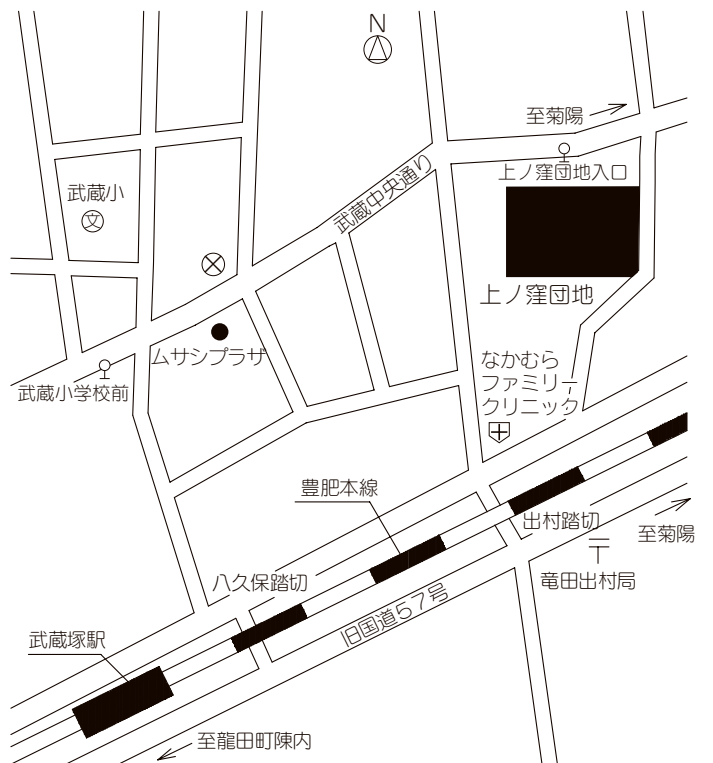 N
至菊陽
上ノ窪団地入口
武蔵中央通り
武蔵小
文
上ノ窪団地
ムサシプラザ
武蔵小学校前
なかむら
ファミリー
クリニック
豊肥本線
出村踏切
至菊陽
竜田出村局
八久保踏切
旧国道57号
武蔵塚駅
至龍田町陳内